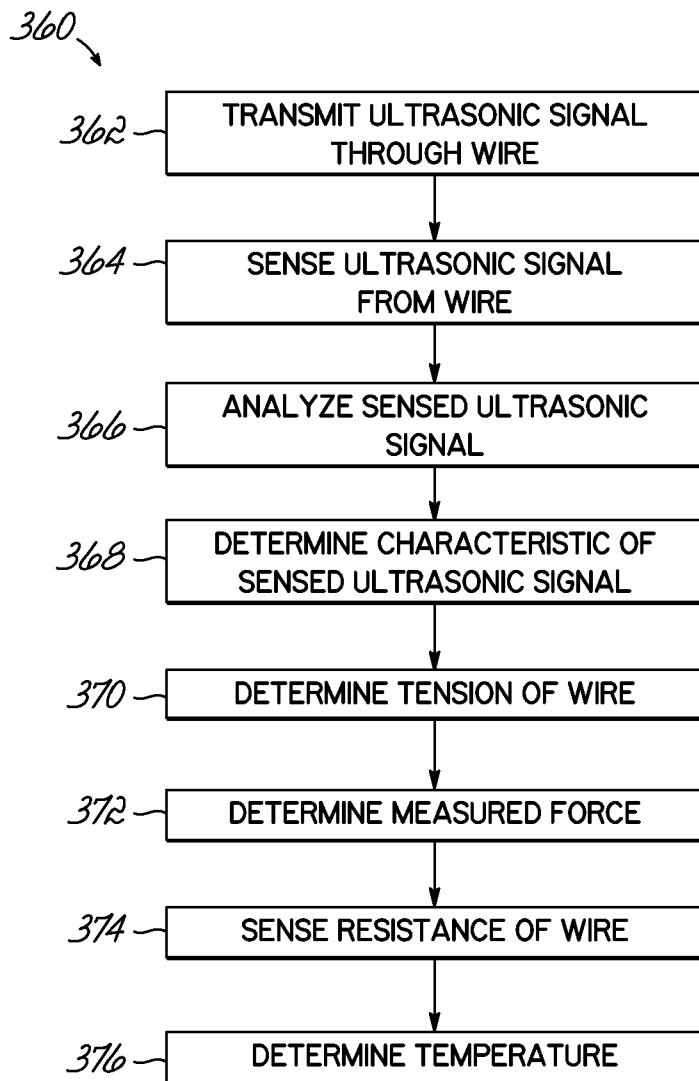 360
362
TRANSMIT ULTRASONIC SIGNAL
THROUGH WIRE
364
SENSE ULTRASONIC SIGNAL
FROM WIRE
366
ANALYZE SENSED ULTRASONIC
SIGNAL
368
DETERMINE CHARACTERISTIC OF
SENSED ULTRASONIC SIGNAL
370
DETERMINE TENSION OF WIRE
372
DETERMINE MEASURED FORCE
374
SENSE RESISTANCE OF WIRE
376
DETERMINE TEMPERATURE